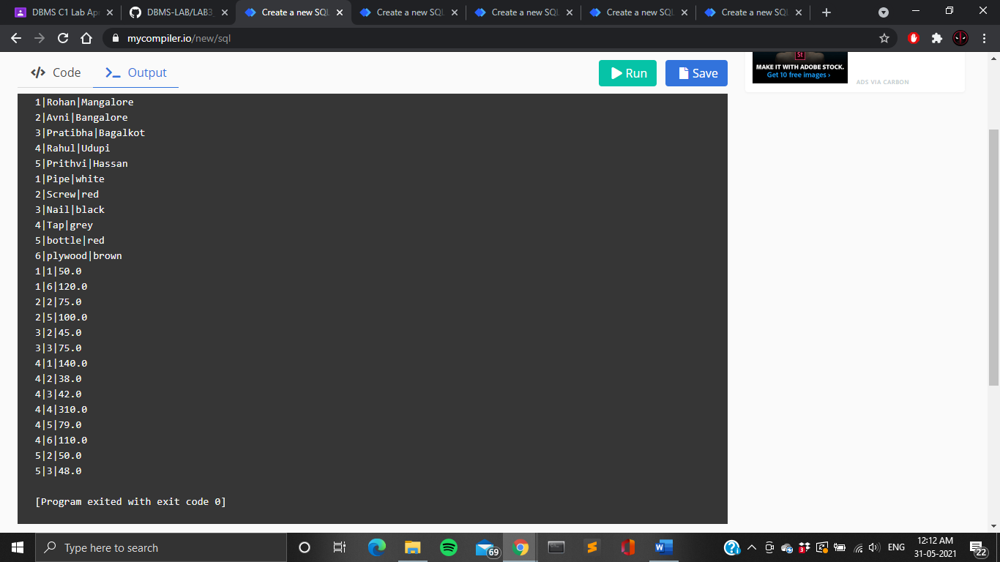 DBMS C1 Lab Ap
DBMS-LAB/LAB3_
Create a new SQL
Create a new SQL
Create a new SQL
Create a new SQL
Create a new SQL
mycompiler.io/new/sql
</> Code
>_ Output
Run
Save
St
MAKE IT WITH ADOBE STOCK.
Get 10 free images ›
ADS VIA CARBON
1|Rohan|Mangalore
2|Avni|Bangalore
3|Pratibha|Bagalkot
4|Rahul|Udupi
5|Prithvi|Hassan
1|Pipe|white
2|Screw|red
3|Nail|black
4|Tap|grey
5|bottle|red
6|plywood|brown
1|1|50.0
1|6|120.0
2|2|75.0
2|5|100.0
3|2|45.0
3|3|75.0
4|1|140.0
4|2|38.0
4|3|42.0
4|4|310.0
4|5|79.0
4|6|110.0
5|2|50.0
5|3|48.0
[Program exited with exit code 0]
Type here to search
69
3
ENG
12:12 AM
31-05-2021
22